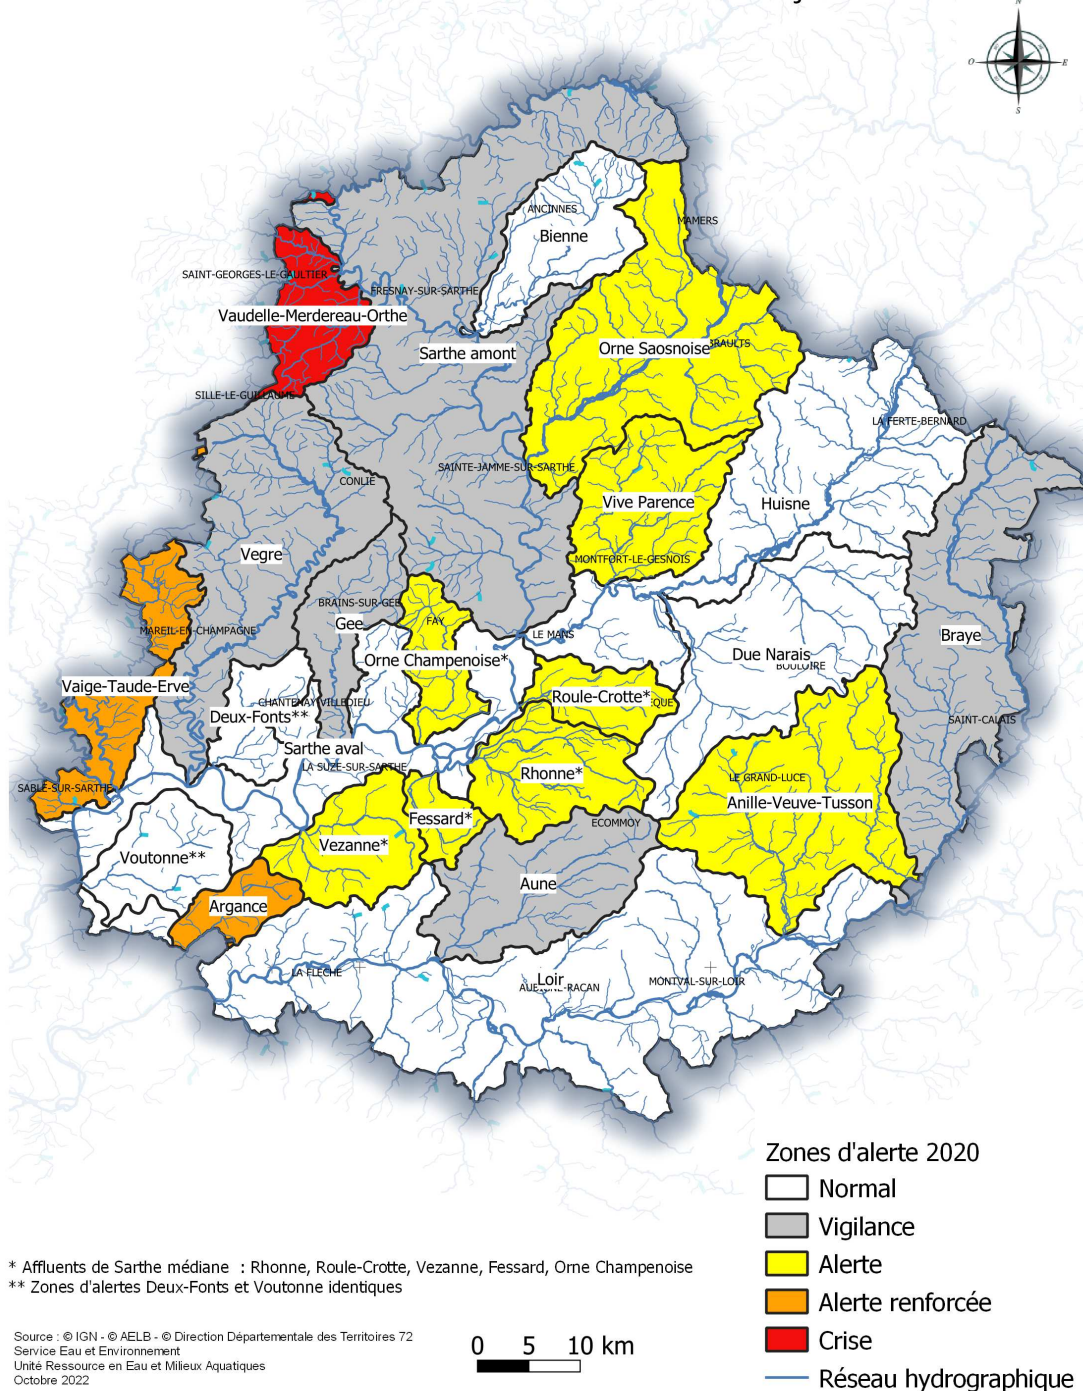 N
O
E
S
ANCINNES
MAMERS
Bienne
SAINT-GEORGES-LE-GAULTIER
FRESNAY-SUR-SARTHE
Vaudelle-Merdereau-Orthe
Sarthe amont
Orne Saosnoise
SILLE-LE-GUILLAUME
LA FERTE-BERNARD
SAINTE-JAMME-SUR-SARTHE
CONLIE
Vive Parence
Huisne
Vegre
MONTFORT-LE-GESNOIS
BRAINS-SUR-GEE
Gee
FAY
MAREIL-EN-CHAMPAGNE
LE MANS
Braye
Orne Champenoise*
Due Narais
BOULOIRE
Vaige-Taude-Erve
Roule-Crotte*
CHANTENAY-VILLEDIEU
Deux-Fonts**
SAINT-CALAIS
Sarthe aval
LA SUZE-SUR-SARTHE
Rhonne*
LE GRAND-LUCE
SABLE-SUR-SARTHE
Anille-Veuve-Tusson
Fessard*
ECOMMOY
Vezanne*
Voutonne**
Aune
Argance
LA FLECHE
Loir
MONTVAL-SUR-LOIR
Zones d'alerte 2020
Normal
Vigilance
Alerte
Alerte renforcée
Crise
Réseau hydrographique
* Affluents de Sarthe médiane : Rhonne, Roule-Crotte, Vezanne, Fessard, Orne Champenoise
** Zones d'alertes Deux-Fonts et Voutonne identiques
Source : © IGN - © AELB - © Direction Départementale des Territoires 72
Service Eau et Environnement
Unité Ressource en Eau et Milieux Aquatiques
Octobre 2022
0 5 10 km